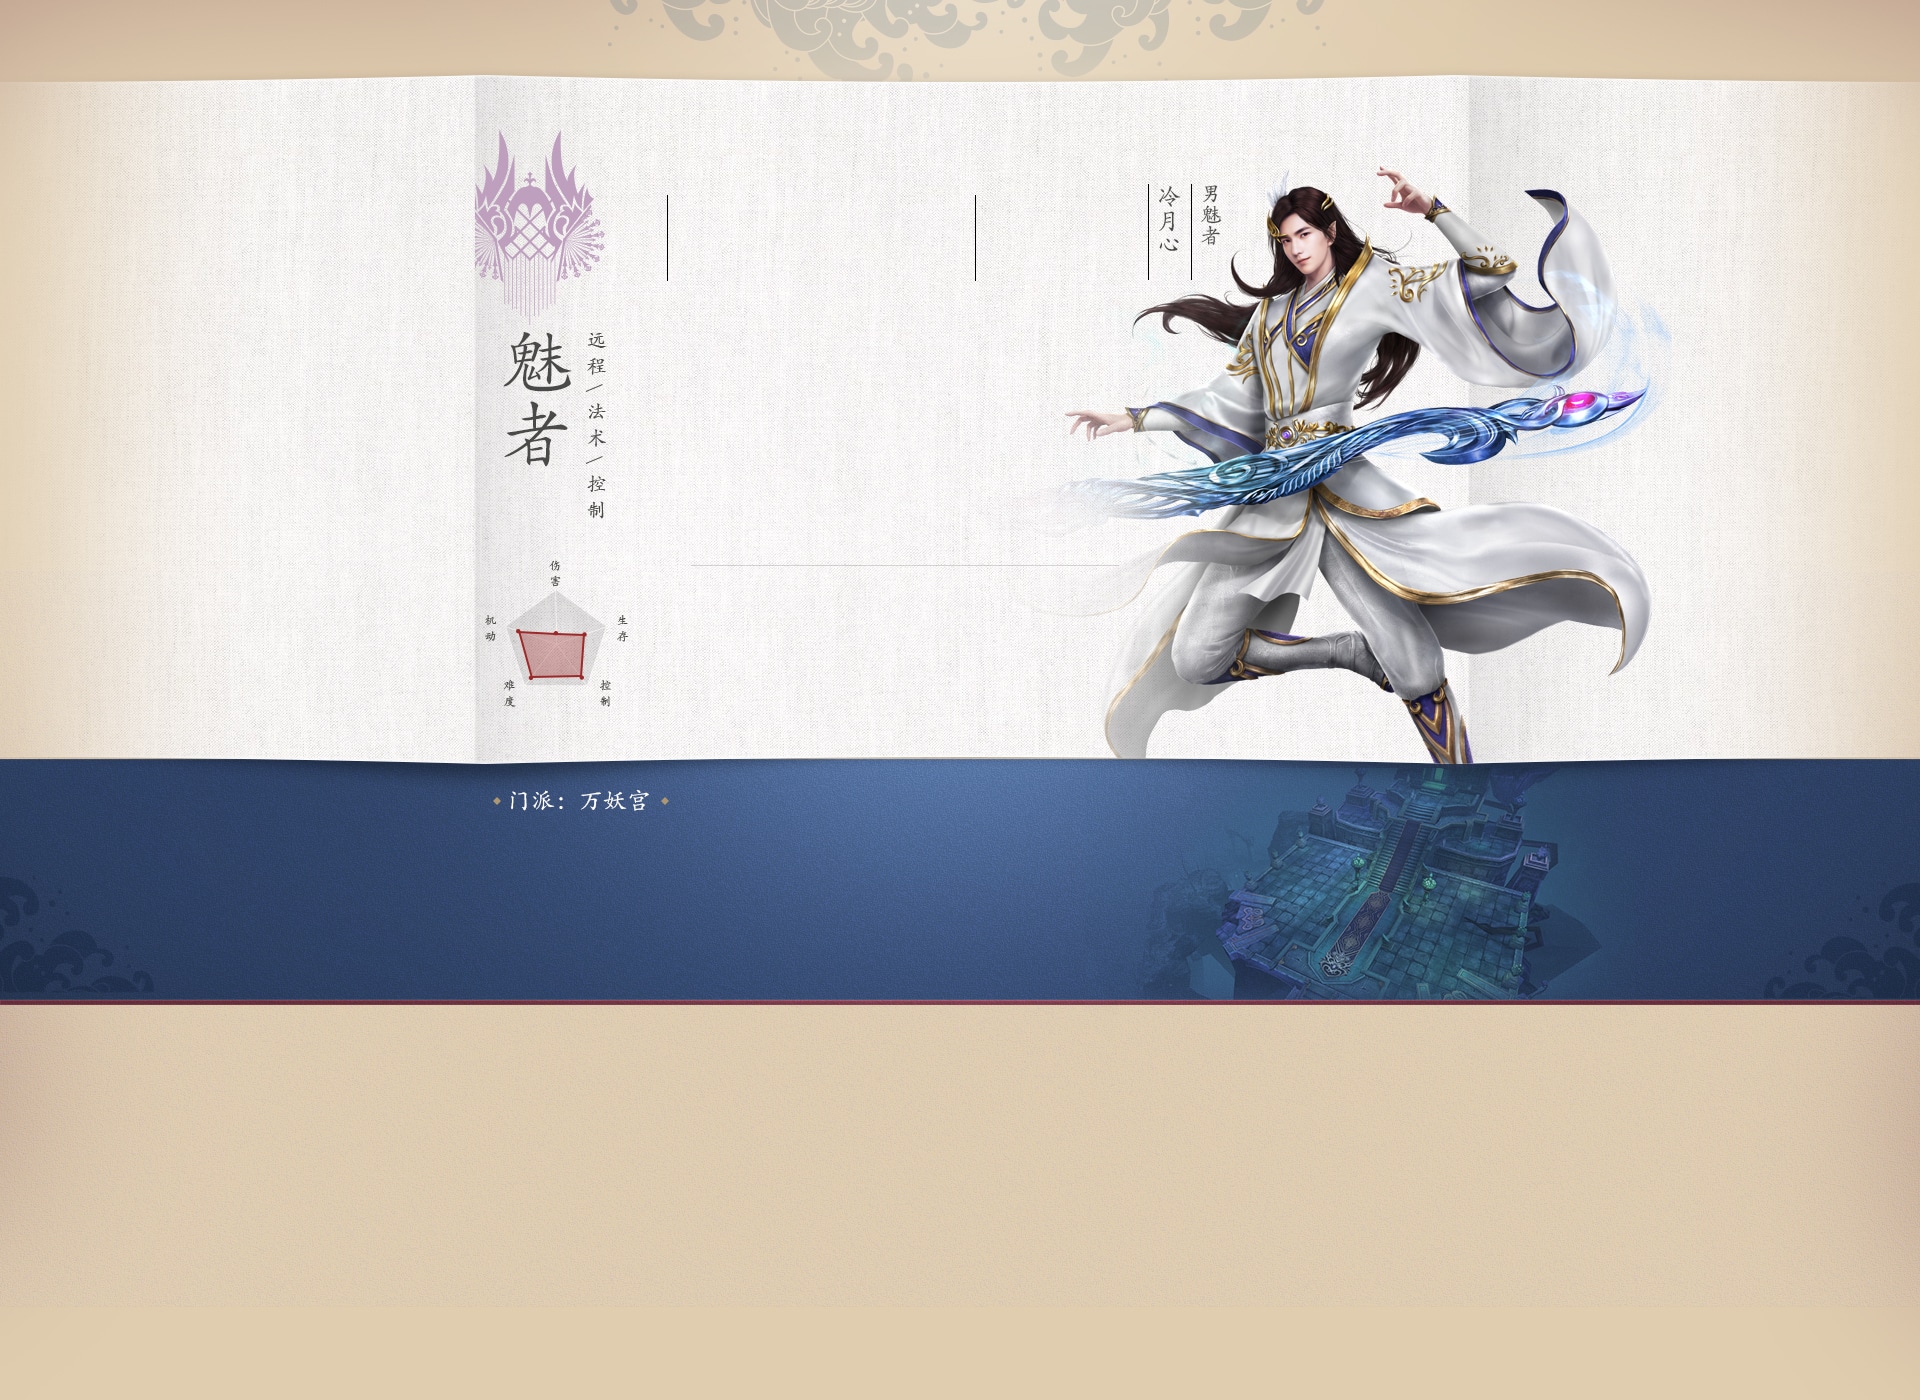 男魅者
冷月心
魅者
远程/法术/控制
伤害
生存
控制
难度
机动
门派：万妖宫